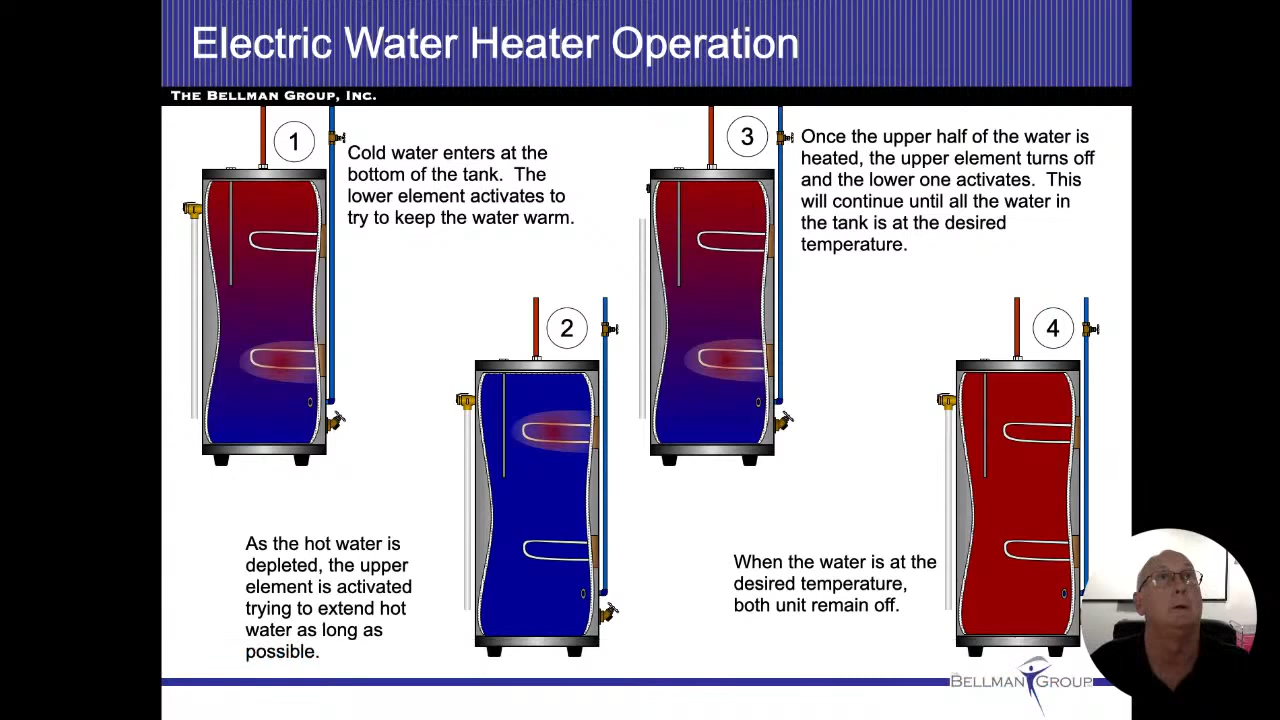 Electric Water Heater Operation
THE BELLMAN GROUP, INC.
1
Cold water enters at the
bottom of the tank. The
lower element activates to
try to keep the water warm.
2
As the hot water is
depleted, the upper
element is activated
trying to extend hot
water as long as
possible.
3
Once the upper half of the water is
heated, the upper element turns off
and the lower one activates. This
will continue until all the water in
the tank is at the desired
temperature.
4
When the water is at the
desired temperature,
both unit remain off.
THE
BELLMAN GROUP